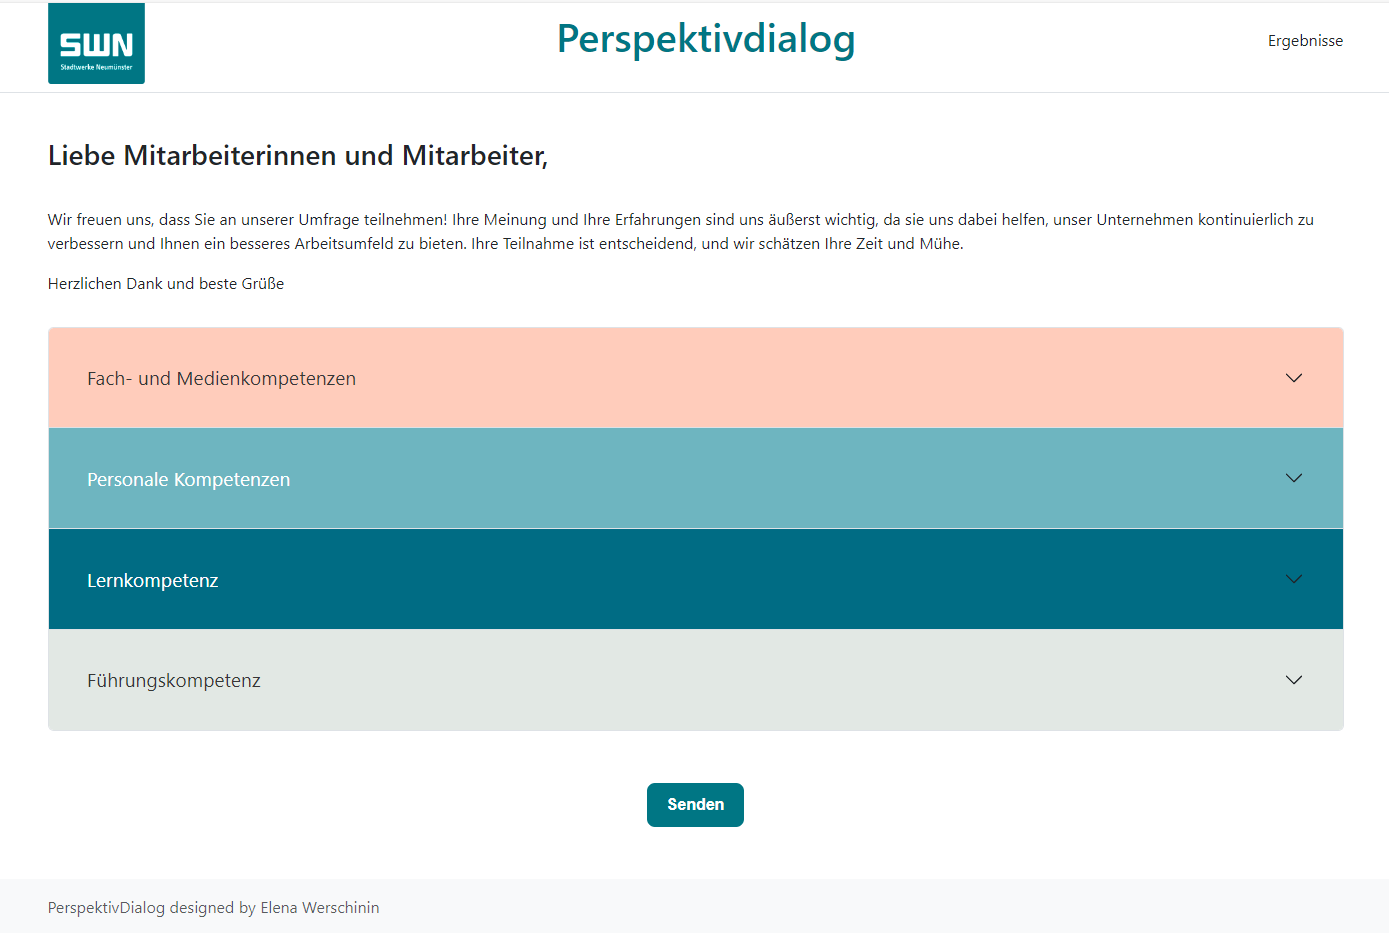 SWN
Stadtwerke Neumünster
Perspektivdialog
Ergebnisse
Liebe Mitarbeiterinnen und Mitarbeiter,
Wir freuen uns, dass Sie an unserer Umfrage teilnehmen! Ihre Meinung und Ihre Erfahrungen sind uns äußerst wichtig, da sie uns dabei helfen, unser Unternehmen kontinuierlich zu
verbessern und Ihnen ein besseres Arbeitsumfeld zu bieten. Ihre Teilnahme ist entscheidend, und wir schätzen Ihre Zeit und Mühe.
Herzlichen Dank und beste Grüße
Fach- und Medienkompetenzen
Personale Kompetenzen
Lernkompetenz
Führungskompetenz
Senden
PerspektivDialog designed by Elena Werschinin